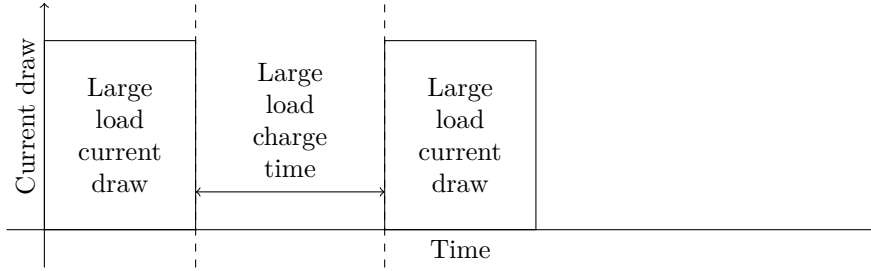 Current draw
Large
load
current
draw
Large
load
charge
time
Large
load
current
draw
Time